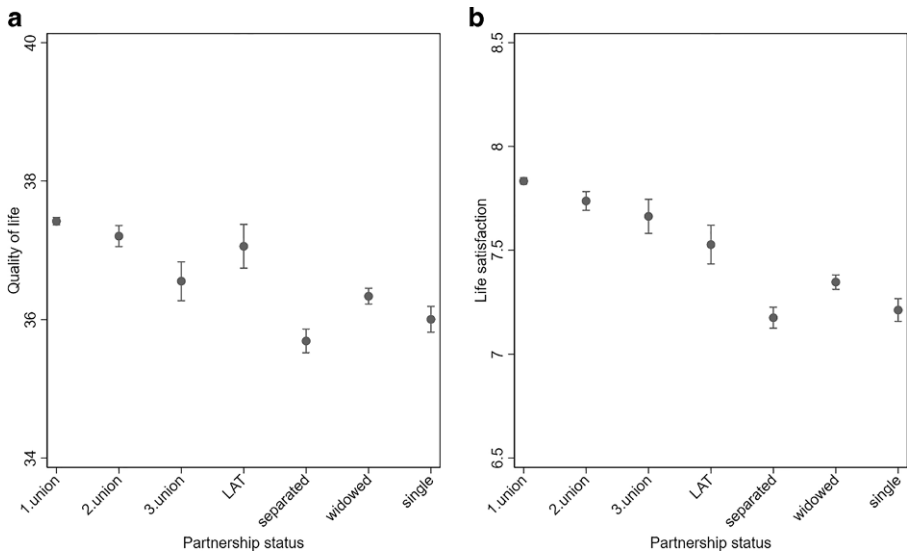 a
Quality of life
40
38
36
34
1.union
2.union
3.union
LAT
separated
widowed
single
Partnership status
b
Life satisfaction
8.5
8
7.5
7
6.5
1.union
2.union
3.union
LAT
separated
widowed
single
Partnership status